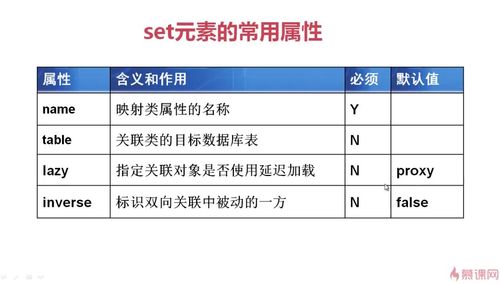 set元素的常用属性
属性 含义和作用 必须 默认值
name 映射类属性的名称 Y
table 关联类的目标数据库表 N
lazy 指定关联对象是否使用延迟加载 N proxy
inverse 标识双向关联中被动的一方 N false
慕课网